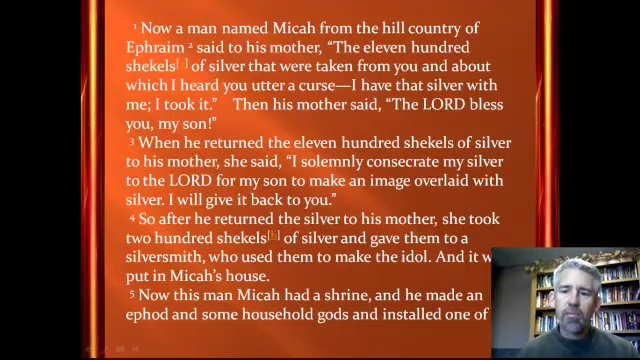 ¹ Now a man named Micah from the hill country of
Ephraim ² said to his mother, “The eleven hundred
shekels[ ] of silver that were taken from you and about
which I heard you utter a curse—I have that silver with
me; I took it.” Then his mother said, “The LORD bless
you, my son!”
³ When he returned the eleven hundred shekels of silver
to his mother, she said, “I solemnly consecrate my silver
to the LORD for my son to make an image overlaid with
silver. I will give it back to you.”
⁴ So after he returned the silver to his mother, she took
two hundred shekels[b] of silver and gave them to a
silversmith, who used them to make the idol. And it w
put in Micah’s house.
⁵ Now this man Micah had a shrine, and he made an
ephod and some household gods and installed one of